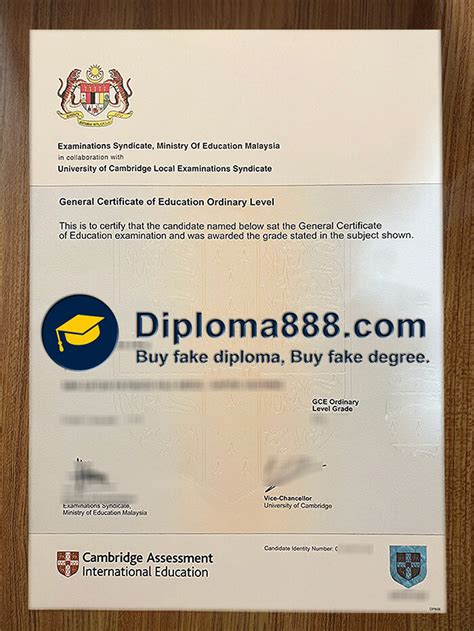 Examinations Syndicate, Ministry Of Education Malaysia
in collaboration with
University of Cambridge Local Examinations Syndicate
General Certificate of Education Ordinary Level
This is to certify that the candidate named below sat the General Certificate
of Education examination and was awarded the grade stated in the subject shown.
Diploma888.com
Buy fake diploma, Buy fake degree.
GCE Ordinary
Level Grade
Examinations Syndicate,
Ministry of Education Malaysia
Vice-Chancellor
University of Cambridge
Candidate Identity Number: 0
Cambridge Assessment
International Education